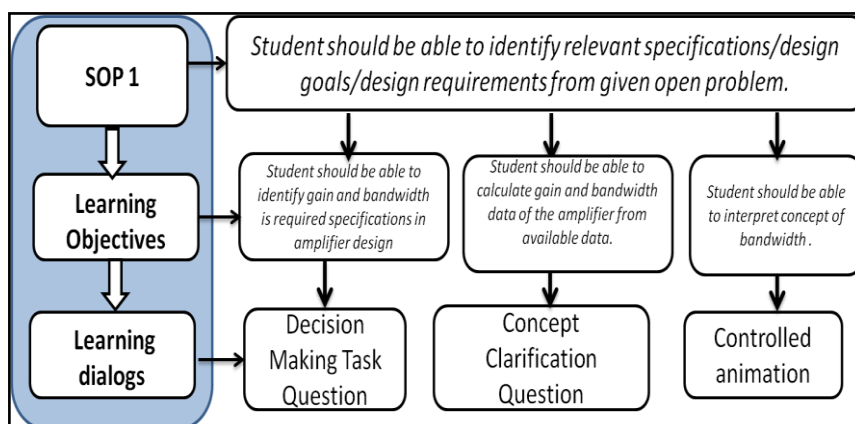 SOP 1
Student should be able to identify relevant specifications/design
goals/design requirements from given open problem.
Learning
Objectives
Student should be able to
identify gain and bandwidth
is required specifications in
amplifier design
Student should be able to
calculate gain and bandwidth
data of the amplifier from
available data.
Student should be able
to interpret concept of
bandwidth .
Learning
dialogs
Decision
Making Task
Question
Concept
Clarification
Question
Controlled
animation